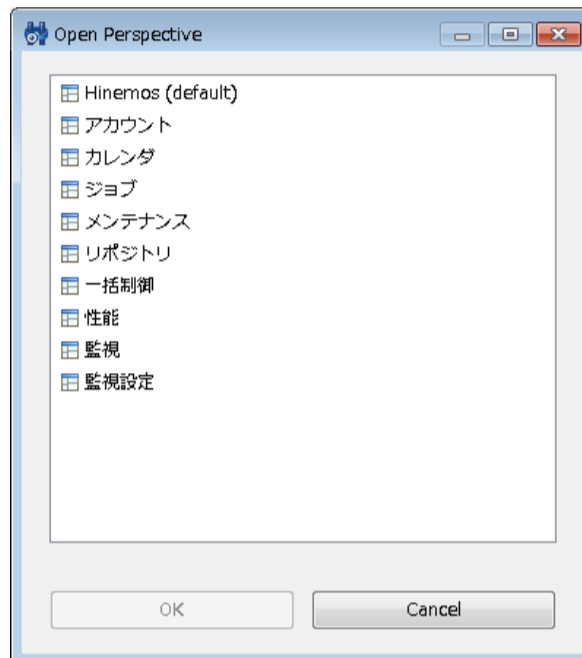 Open Perspective
Hinemos (default)
アカウント
カレンダ
ジョブ
メンテナンス
リポジトリ
一括制御
性能
監視
監視設定
OK
Cancel